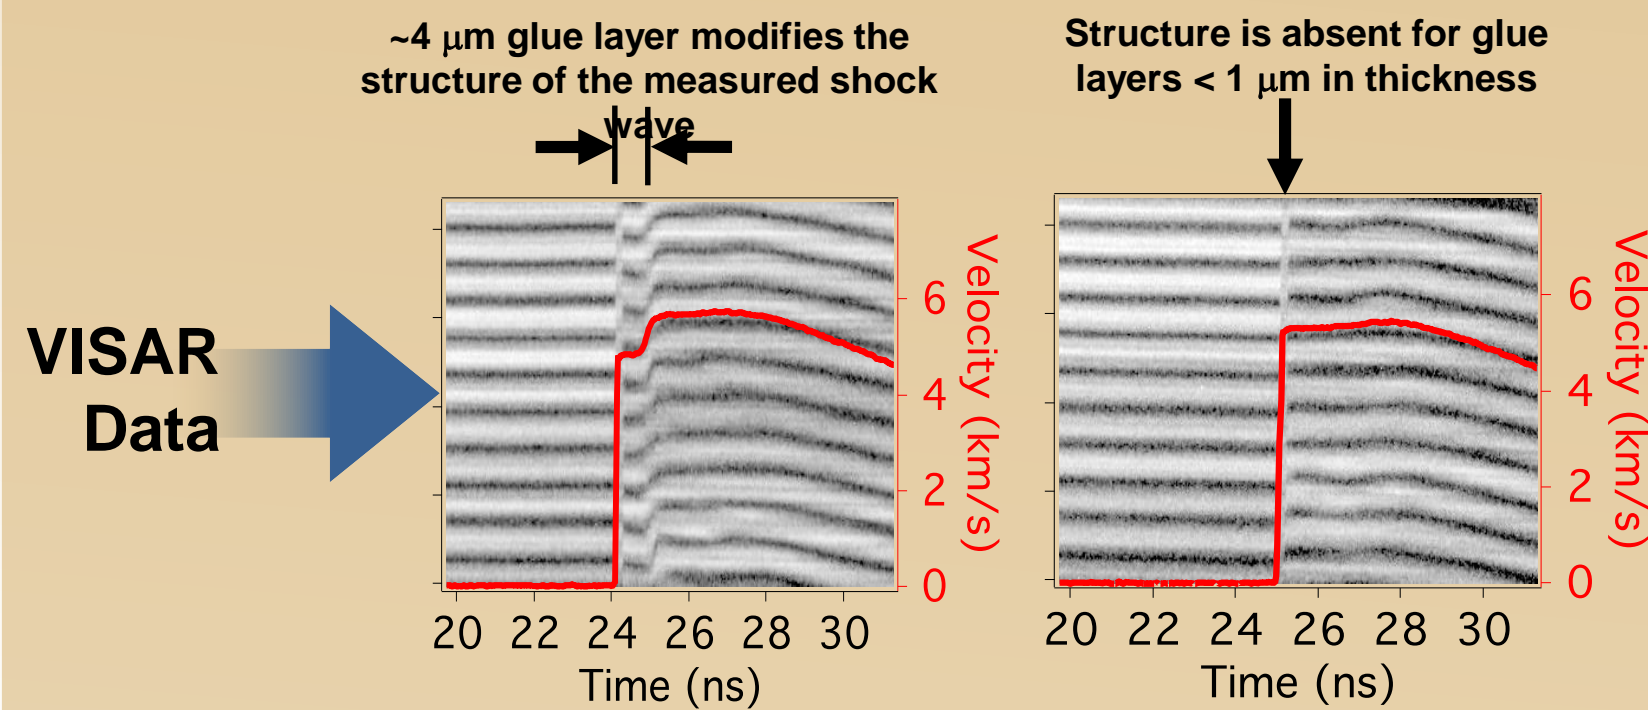 ~4 μm glue layer modifies the
structure of the measured shock
wave
Structure is absent for glue
layers < 1 μm in thickness
VISAR
Data
6
4
2
0
Velocity (km/s)
20 22 24 26 28 30
Time (ns)
6
4
2
0
Velocity (km/s)
20 22 24 26 28 30
Time (ns)